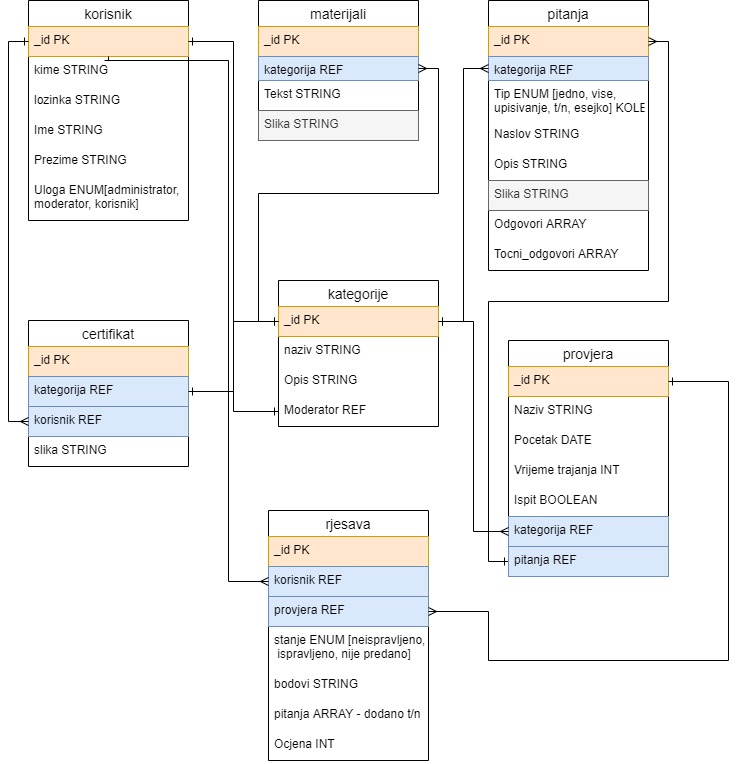 korisnik
_id PK
kime STRING
lozinka STRING
Ime STRING
Prezime STRING
Uloga ENUM[administrator,
moderator, korisnik]
materijali
_id PK
kategorija REF
Tekst STRING
Slika STRING
pitanja
_id PK
kategorija REF
Tip ENUM [jedno, vise,
upisivanje, t/n, esejko] KOLE
Naslov STRING
Opis STRING
Slika STRING
Odgovori ARRAY
Tocni_odgovori ARRAY
kategorije
_id PK
naziv STRING
Opis STRING
Moderator REF
certifikat
_id PK
kategorija REF
korisnik REF
slika STRING
provjera
_id PK
Naziv STRING
Pocetak DATE
Vrijeme trajanja INT
Ispit BOOLEAN
kategorija REF
pitanja REF
rjesava
_id PK
korisnik REF
provjera REF
stanje ENUM [neispravljeno,
ispravljeno, nije predano]
bodovi STRING
pitanja ARRAY - dodano t/n
Ocjena INT